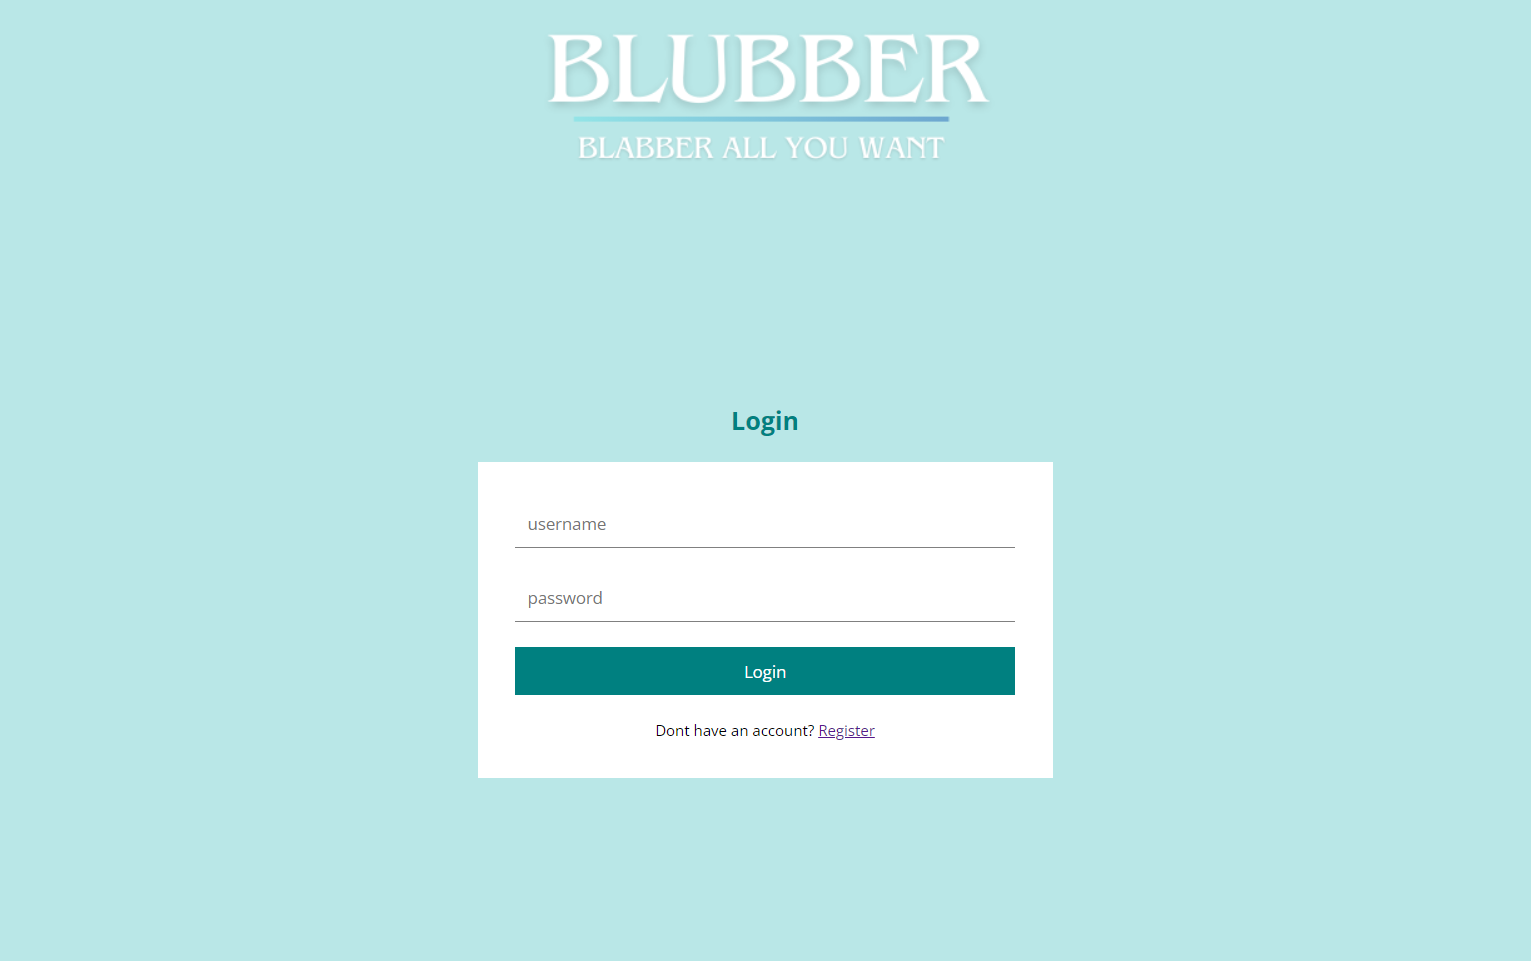 BLUBBER
BLABBER ALL YOU WANT
Login
username
password
Login
Dont have an account? Register